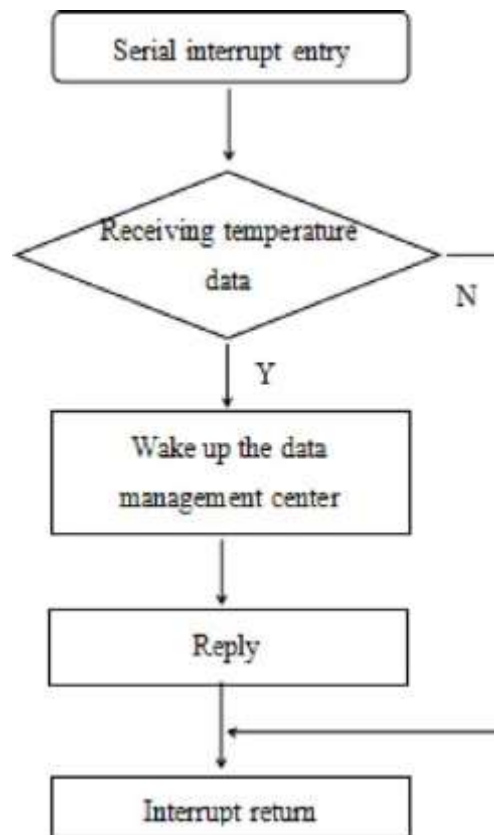 Serial interrupt entry
Receiving temperature
data
N
Y
Wake up the data
management center
Reply
Interrupt return